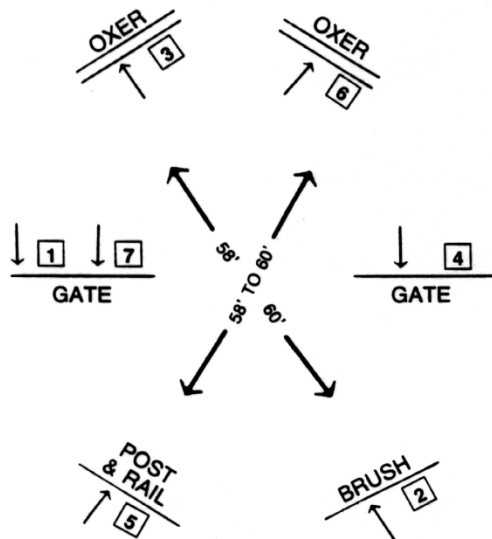 OXER
3
OXER
6
1
7
GATE
4
GATE
58'
58' TO 60'
60'
POST
& RAIL
5
BRUSH
2